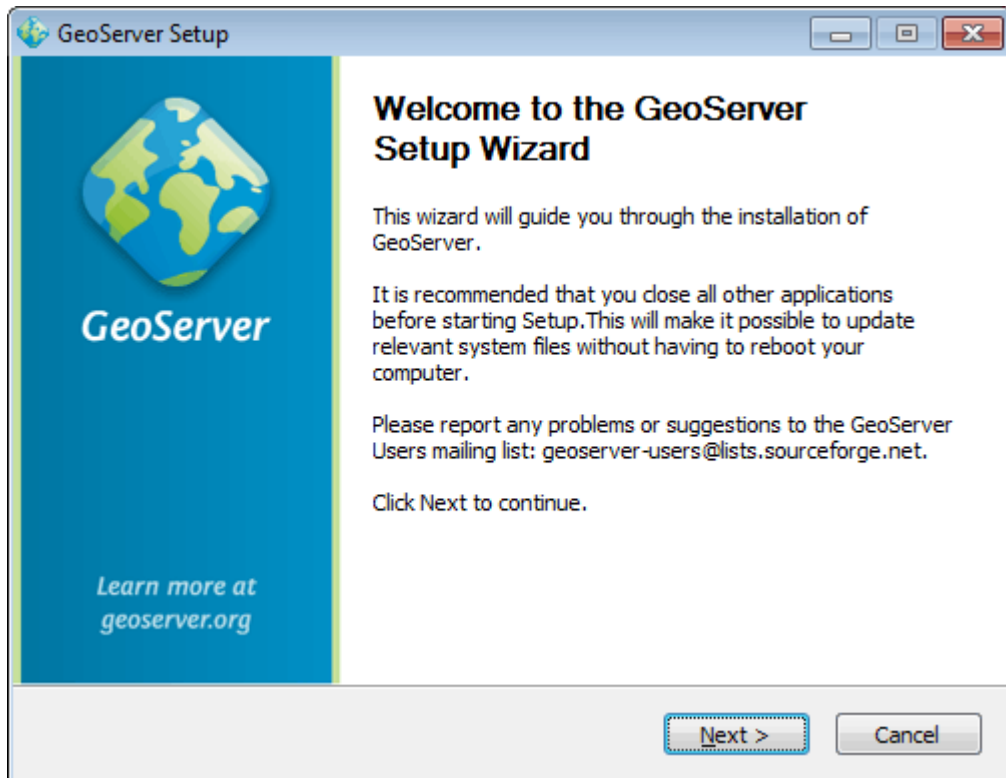 GeoServer Setup
Welcome to the GeoServer
Setup Wizard
This wizard will guide you through the installation of
GeoServer.
It is recommended that you close all other applications
before starting Setup.This will make it possible to update
relevant system files without having to reboot your
computer.
Please report any problems or suggestions to the GeoServer
Users mailing list: geoserver-users@lists.sourceforge.net.
Click Next to continue.
GeoServer
Learn more at
geoserver.org
Next >
Cancel